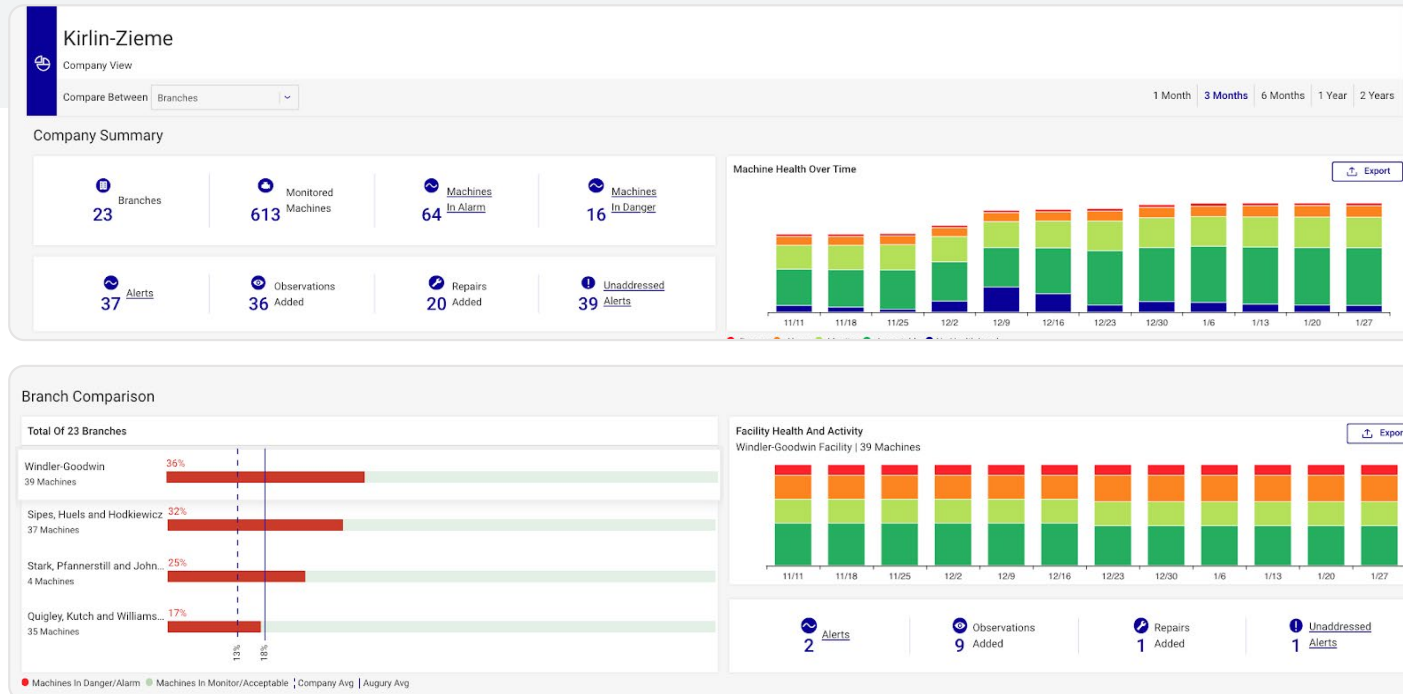 Kirlin-Zieme
Company View
Compare Between Branches
1 Month 3 Months 6 Months 1 Year 2 Years
Company Summary
23 Branches
613 Monitored Machines
64 Machines In Alarm
16 Machines In Danger
37 Alerts
36 Observations Added
20 Repairs Added
39 Unaddressed Alerts
Machine Health Over Time
Export
11/11 11/18 11/25 12/2 12/9 12/16 12/23 12/30 1/6 1/13 1/20 1/27
Branch Comparison
Total Of 23 Branches
Windler-Goodwin
39 Machines
36%
Sipes, Huels and Hodkiewicz
37 Machines
32%
Stark, Pfannerstill and John...
4 Machines
25%
Quigley, Kutch and Williams...
35 Machines
17%
13% 18%
Machines In Danger/Alarm Machines In Monitor/Acceptable Company Avg Augury Avg
Facility Health And Activity
Windler-Goodwin Facility | 39 Machines
Expor
11/11 11/18 11/25 12/2 12/9 12/16 12/23 12/30 1/6 1/13 1/20 1/27
2 Alerts
9 Observations Added
1 Repairs Added
1 Unaddressed Alerts